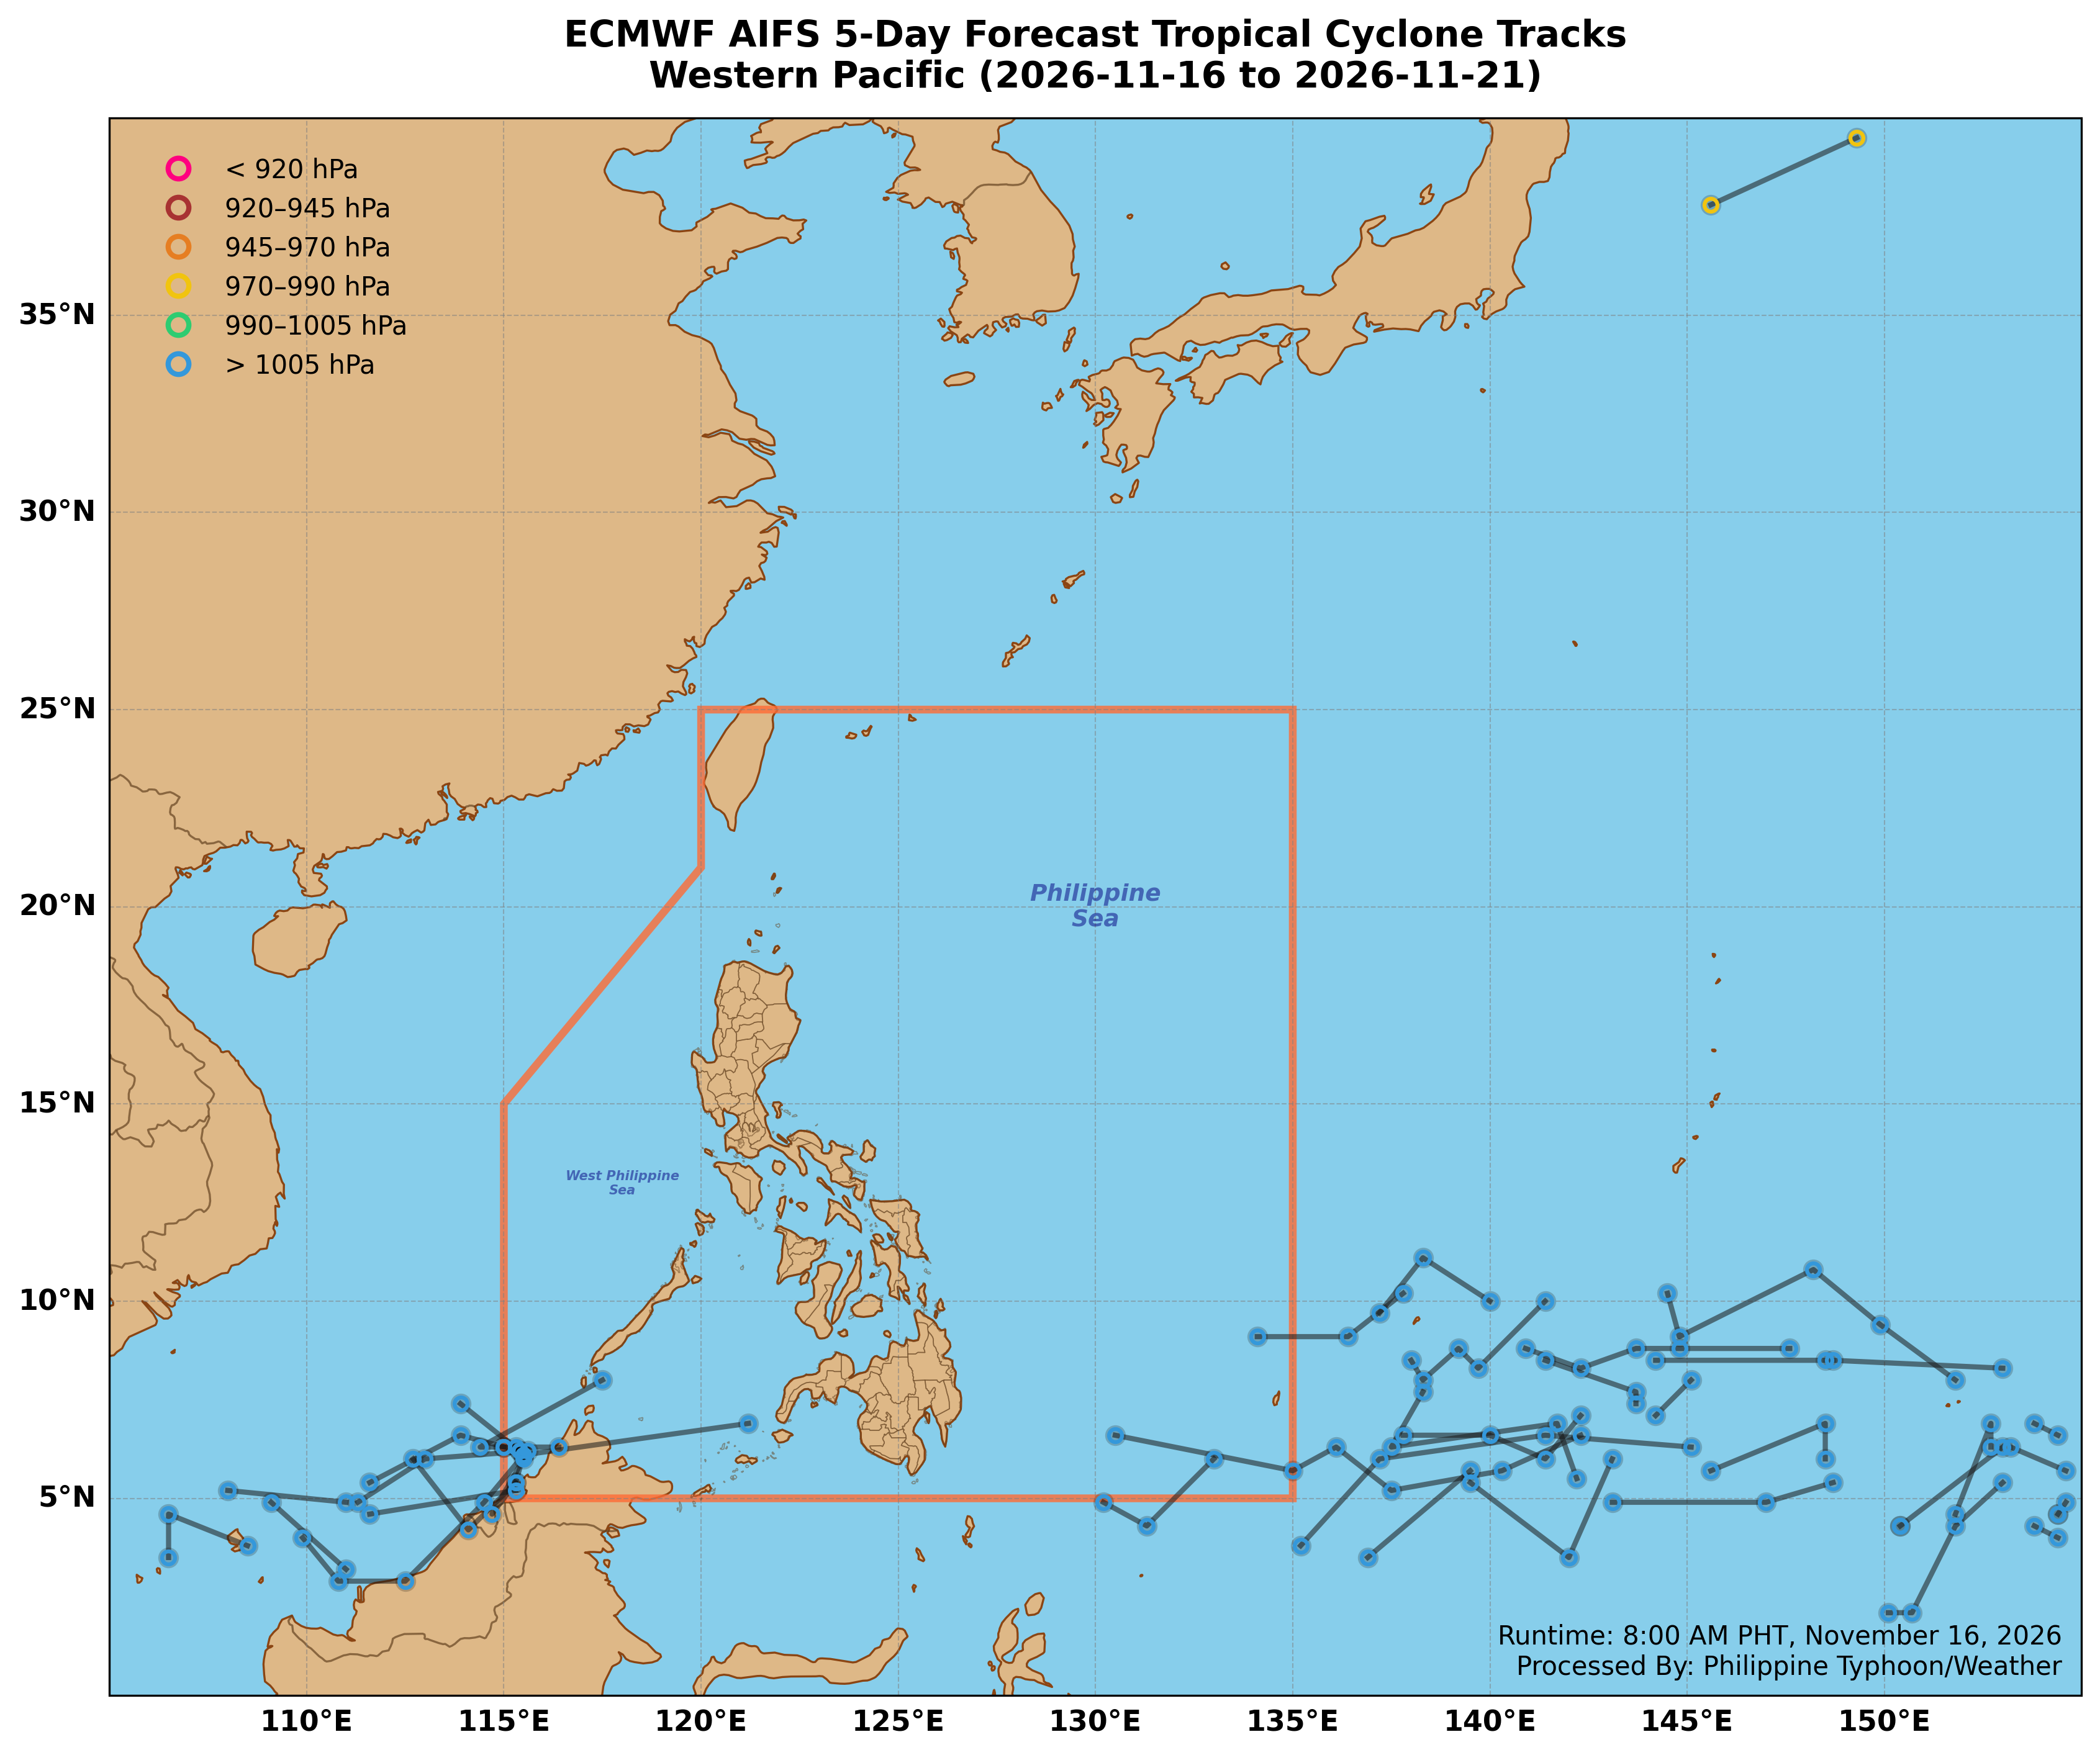 ECMWF AIFS 5-Day Forecast Tropical Cyclone Tracks
Western Pacific (2026-11-16 to 2026-11-21)
< 920 hPa
920–945 hPa
945–970 hPa
970–990 hPa
990–1005 hPa
> 1005 hPa
35°N
30°N
25°N
20°N
15°N
10°N
5°N
Philippine
Sea
West Philippine
Sea
Runtime: 8:00 AM PHT, November 16, 2026
Processed By: Philippine Typhoon/Weather
110°E
115°E
120°E
125°E
130°E
135°E
140°E
145°E
150°E